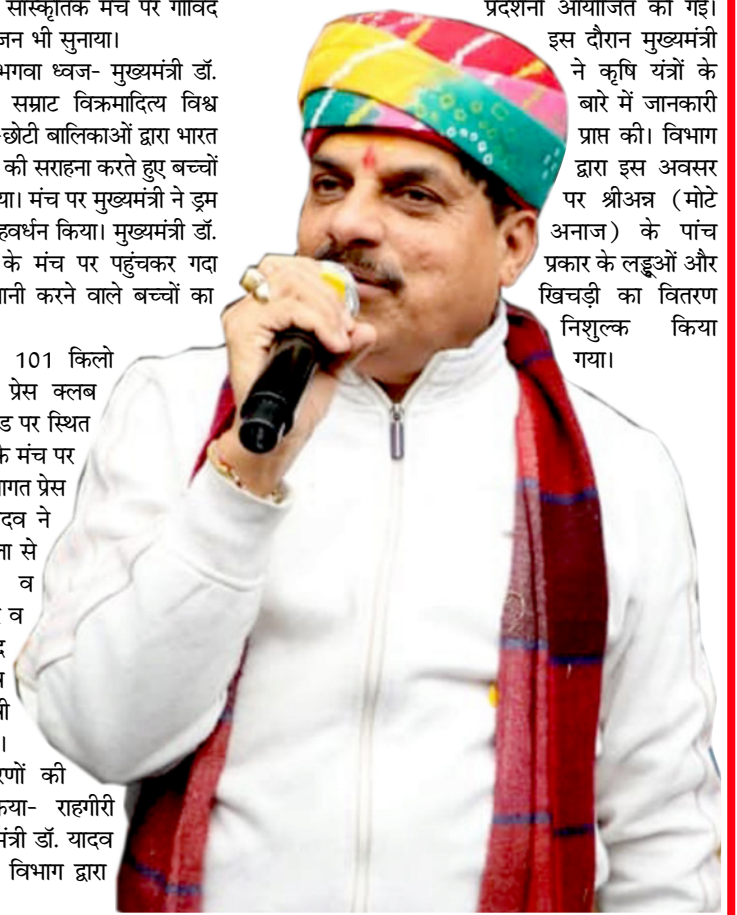 सांस्कृतिक मंच पर गोविंद
जन भी सुनाया।
भगवा ध्वज- मुख्यमंत्री डॉ.
सम्राट विक्रमादित्य विश्व
छोटी बालिकाओं द्वारा भारत
की सराहना करते हुए बच्चों
या। मंच पर मुख्यमंत्री ने ड्रम
हवर्धन किया। मुख्यमंत्री डॉ.
के मंच पर पहुंचकर गदा
करने वाले बच्चों का
101 किलो
प्रेस क्लब
ड पर स्थित
के मंच पर
प्रेस
दव ने
से
व
व
की
रणों की
राहगीरी
मंत्री डॉ. यादव
विभाग द्वारा
प्रदर्शनी आयोजित की गई।
इस दौरान मुख्यमंत्री
ने कृषि यंत्रों के
बारे में जानकारी
प्राप्त की। विभाग
द्वारा इस अवसर
पर श्रीअन्न (मोटे
अनाज) के पांच
प्रकार के लड्डूओं और
खिचड़ी का वितरण
निशुल्क किया
गया।